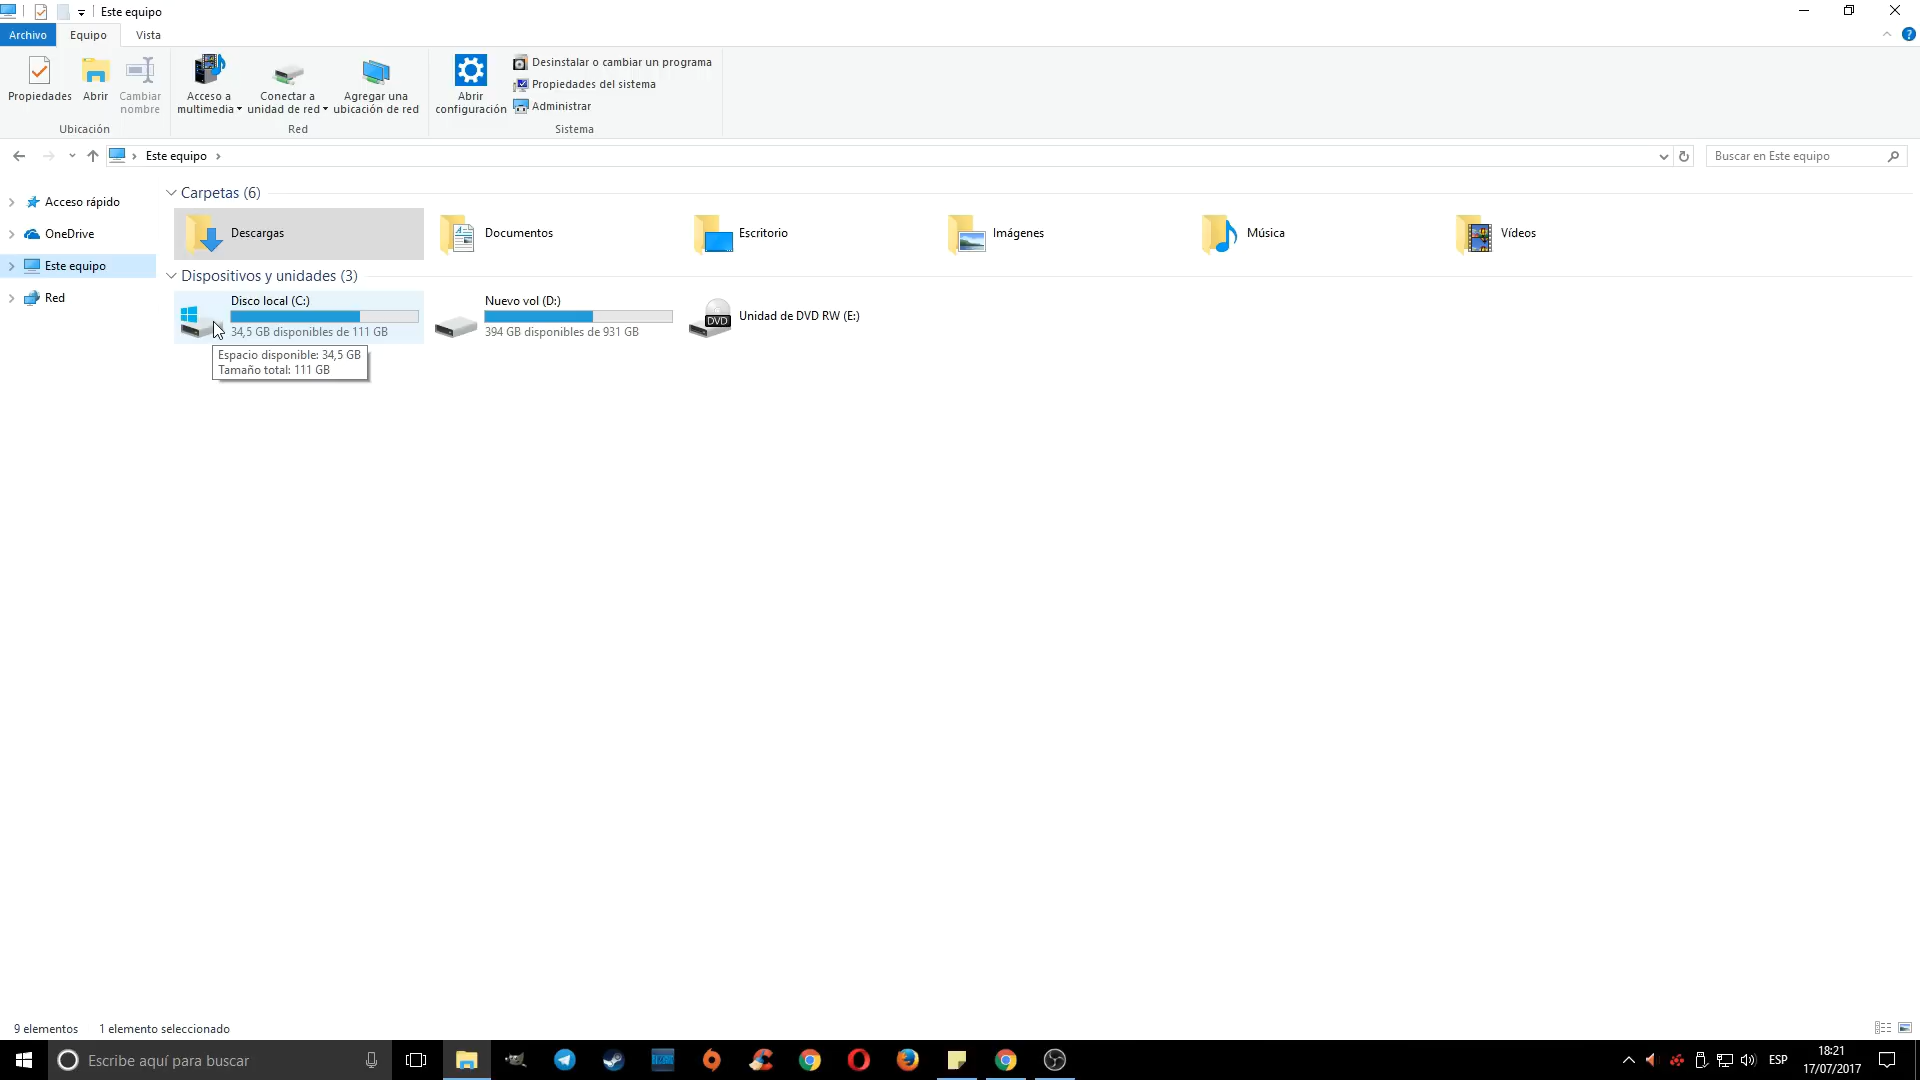 Este equipo
Archivo Equipo Vista
Propiedades Abrir Cambiar nombre Acceso a multimedia Conectar a unidad de red Agregar una ubicación de red Abrir configuración
Desinstalar o cambiar un programa
Propiedades del sistema
Administrar
Ubicación Red Sistema
Este equipo Buscar en Este equipo
Acceso rápido
OneDrive
Este equipo
Red
Carpetas (6)
Descargas Documentos Escritorio Imágenes Música Vídeos
Dispositivos y unidades (3)
Disco local (C:)
34,5 GB disponibles de 111 GB
Nuevo vol (D:)
394 GB disponibles de 931 GB
DVD
Unidad de DVD RW (E:)
Espacio disponible: 34,5 GB
Tamaño total: 111 GB
9 elementos 1 elemento seleccionado
Escribe aquí para buscar
ESP
18:21
17/07/2017